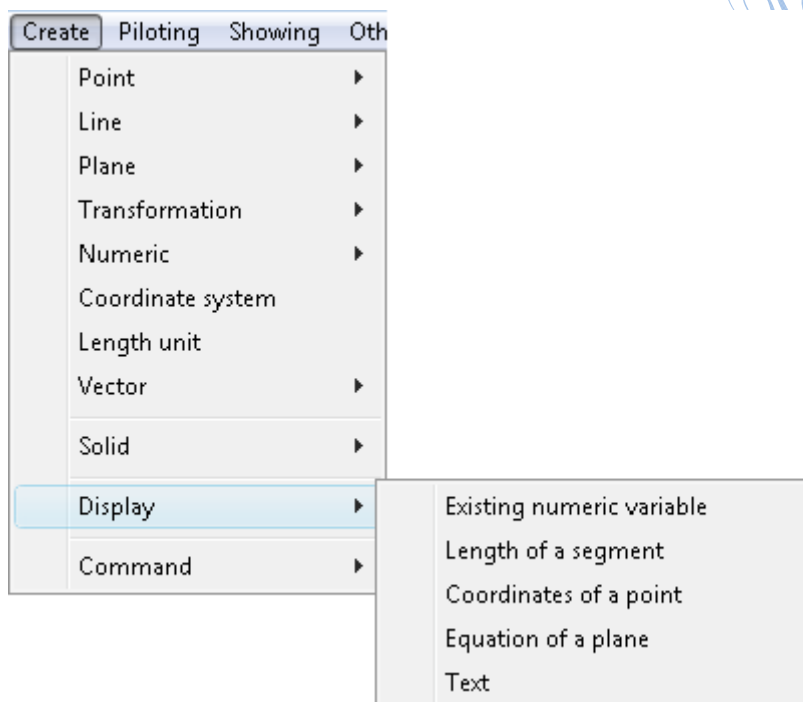 Create Piloting Showing Oth
Point
Line
Plane
Transformation
Numeric
Coordinate system
Length unit
Vector
Solid
Display
Existing numeric variable
Length of a segment
Coordinates of a point
Equation of a plane
Text
Command